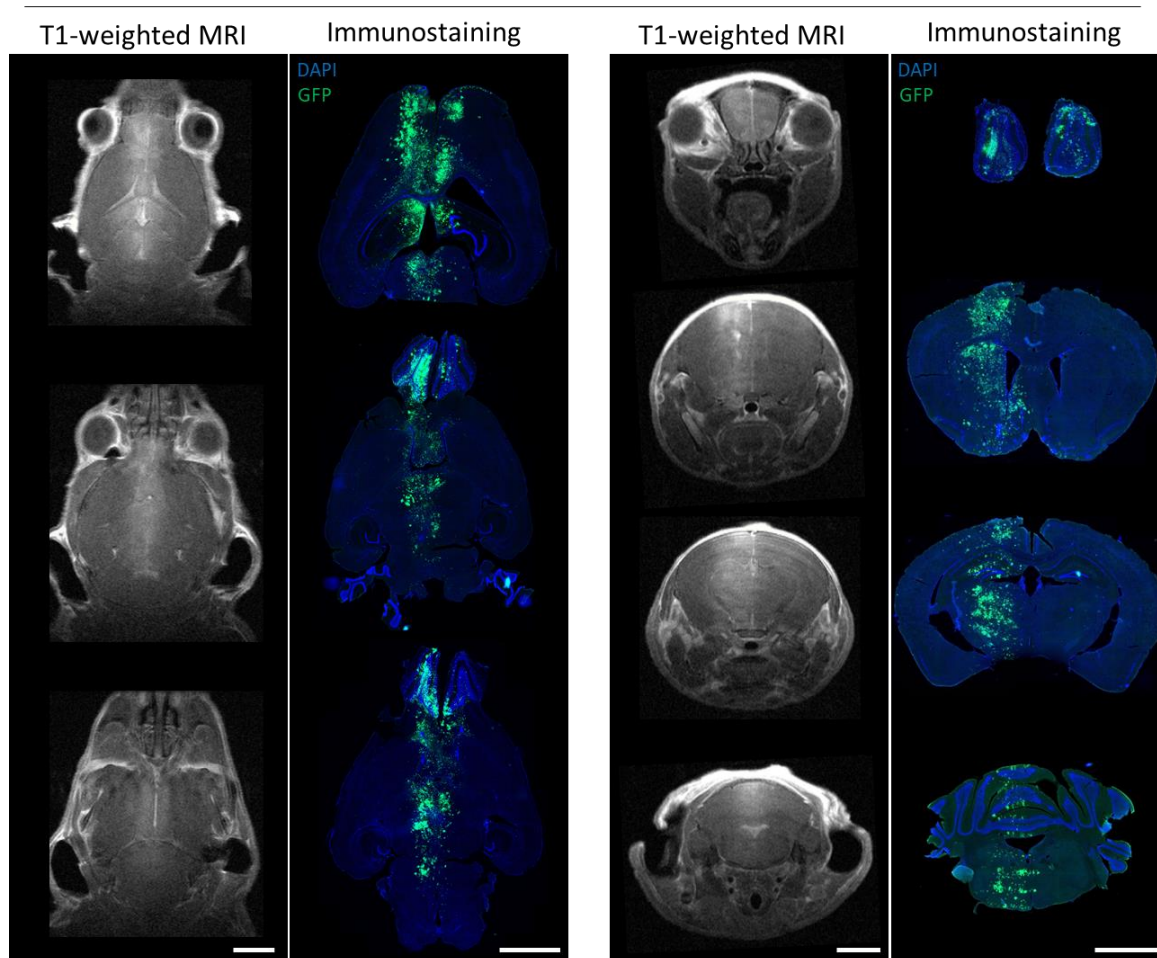 T1-weighted MRI
Immunostaining
T1-weighted MRI
Immunostaining
DAPI
GFP
DAPI
GFP